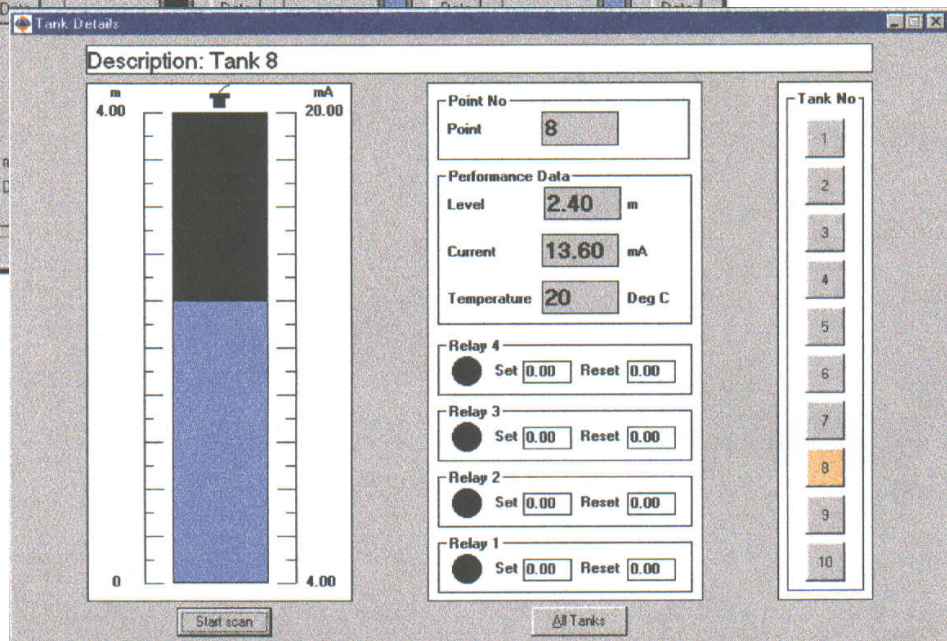 Data
Data
Data
Data
Tank Details
Description: Tank 8
m
mA
4.00
20.00
0
4.00
Start scan
Point No
Point 8
Performance Data
Level 2.40 m
Current 13.60 mA
Temperature 20 Deg C
Relay 4
Set 0.00 Reset 0.00
Relay 3
Set 0.00 Reset 0.00
Relay 2
Set 0.00 Reset 0.00
Relay 1
Set 0.00 Reset 0.00
All Tanks
Tank No
1
2
3
4
5
6
7
8
9
10